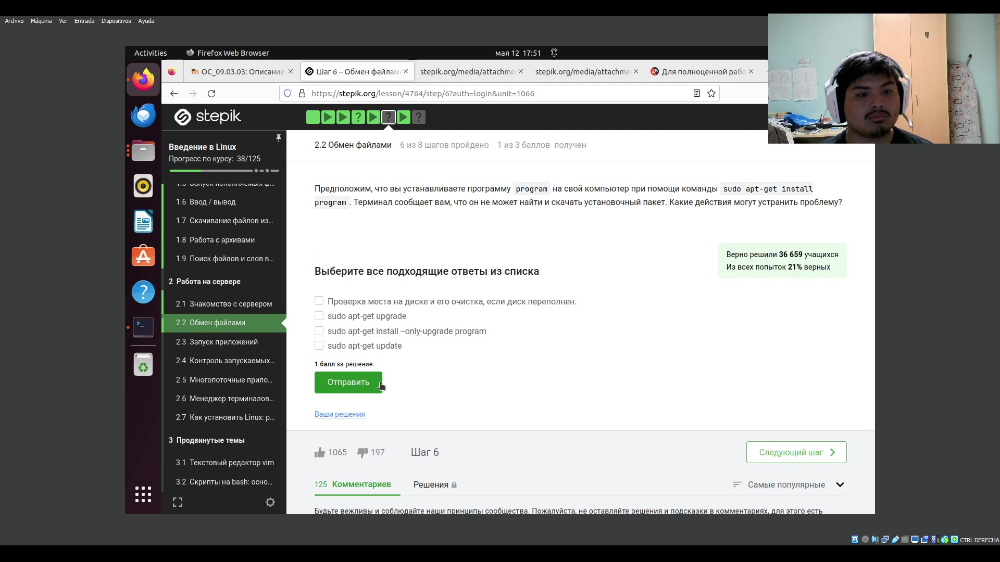 Archivo Máquina Ver Entrada Dispositivos Ayuda
Activities Firefox Web Browser мая 12 17:51
ОС_09.03.03: Описание Шаг 6 – Обмен файлам stepik.org/media/attachme stepik.org/media/attachme Для полноценной рабо
https://stepik.org/lesson/4764/step/6?auth=login&unit=1066
stepik
Введение в Linux
Прогресс по курсу: 38/125
1.5 Запуск исполняемых ф...
1.6 Ввод / вывод
1.7 Скачивание файлов из...
1.8 Работа с архивами
1.9 Поиск файлов и слов в...
2 Работа на сервере
2.1 Знакомство с сервером
2.2 Обмен файлами
2.3 Запуск приложений
2.4 Контроль запускаемых...
2.5 Многопоточные прило...
2.6 Менеджер терминалов...
2.7 Как установить Linux: р...
3 Продвинутые темы
3.1 Текстовый редактор vim
3.2 Скрипты на bash: осно...
2.2 Обмен файлами 6 из 8 шагов пройдено 1 из 3 баллов получен
Предположим, что вы устанавливаете программу program на свой компьютер при помощи команды sudo apt-get install
program . Терминал сообщает вам, что он не может найти и скачать установочный пакет. Какие действия могут устранить проблему?
Верно решили 36 659 учащихся
Из всех попыток 21% верных
Выберите все подходящие ответы из списка
Проверка места на диске и его очистка, если диск переполнен.
sudo apt-get upgrade
sudo apt-get install --only-upgrade program
sudo apt-get update
1 балл за решение.
Отправить
Ваши решения
1065 197 Шаг 6 Следующий шаг
125 Комментариев Решения Самые популярные
Будьте вежливы и соблюдайте наши принципы сообщества. Пожалуйста, не оставляйте решения и подсказки в комментариях, для этого есть
CTRL DERECHA